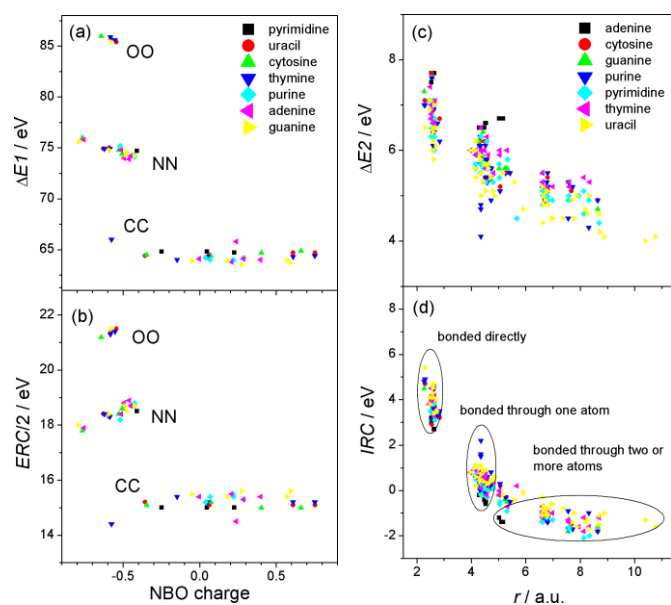 (a)
pyrimidine
uracil
cytosine
thymine
purine
adenine
guanine
OO
NN
CC
ΔE1 / eV
85
80
75
70
65
(b)
OO
NN
CC
ERC/2 / eV
22
20
18
16
14
-0.5
0.0
0.5
NBO charge
(c)
adenine
cytosine
guanine
purine
pyrimidine
thymine
uracil
ΔE2 / eV
8
6
4
(d)
bonded directly
bonded through one atom
bonded through two or
more atoms
IRC / eV
8
6
4
2
0
-2
-4
2
4
6
8
10
r / a.u.